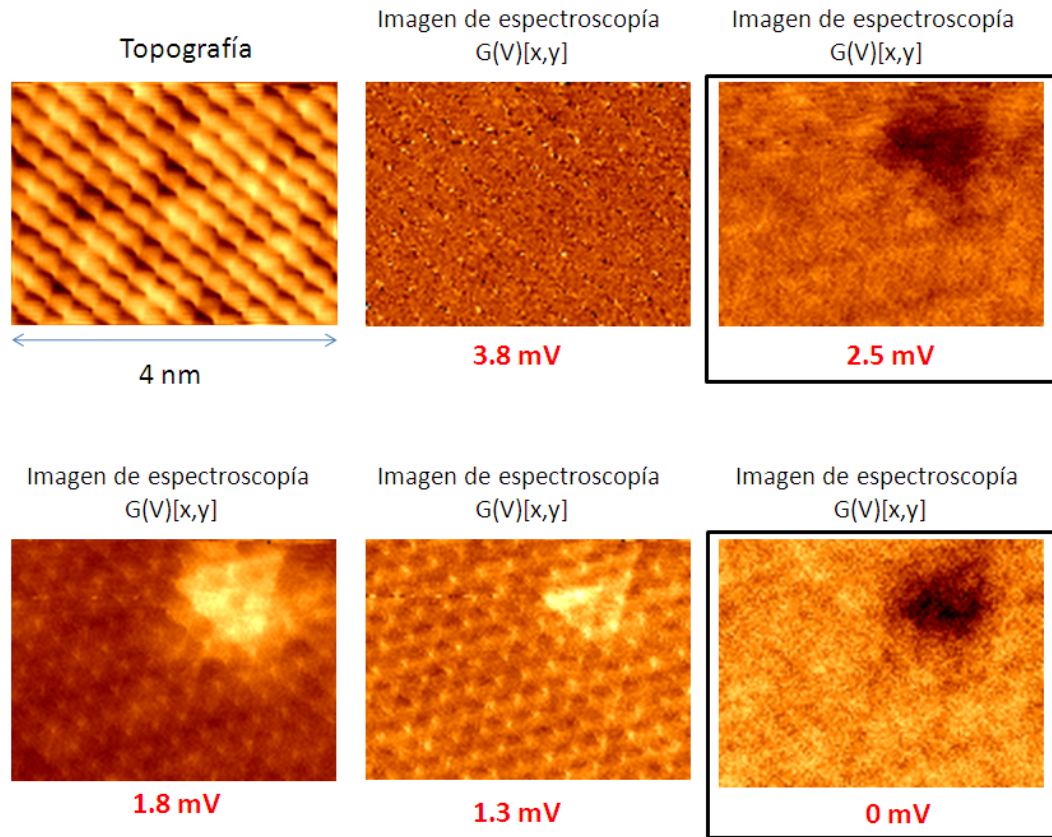 Topografía
Imagen de espectroscopía
G(V)[x,y]
Imagen de espectroscopía
G(V)[x,y]
4 nm
3.8 mV
2.5 mV
Imagen de espectroscopía
G(V)[x,y]
Imagen de espectroscopía
G(V)[x,y]
Imagen de espectroscopía
G(V)[x,y]
1.8 mV
1.3 mV
0 mV